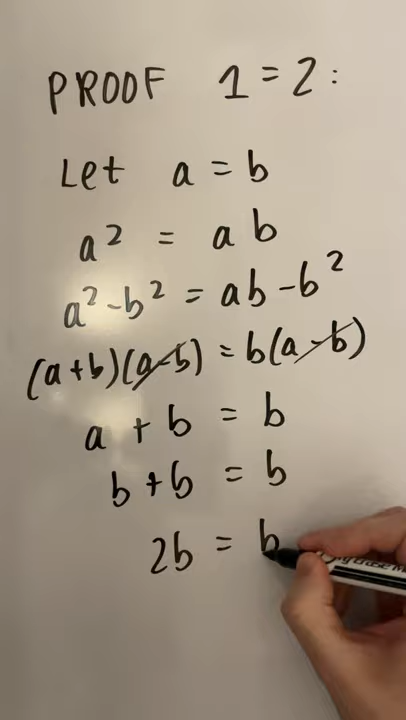 PROOF 1 = 2:
Let a = b
a² = ab
a² - b² = ab - b²
(a+b)(a-b) = b(a-b)
a + b = b
b + b = b
2b = b